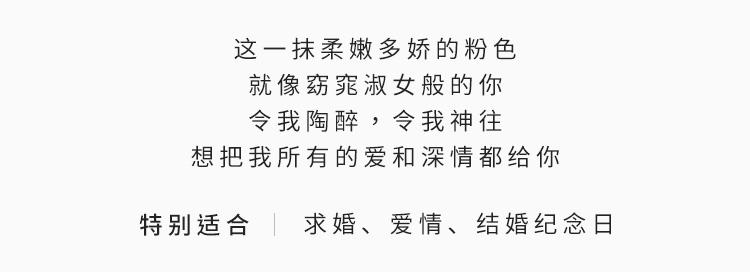 这一抹柔嫩多娇的粉色
就像窈窕淑女般的你
令我陶醉，令我神往
想把我所有的爱和深情都给你
特别适合｜求婚、爱情、结婚纪念日